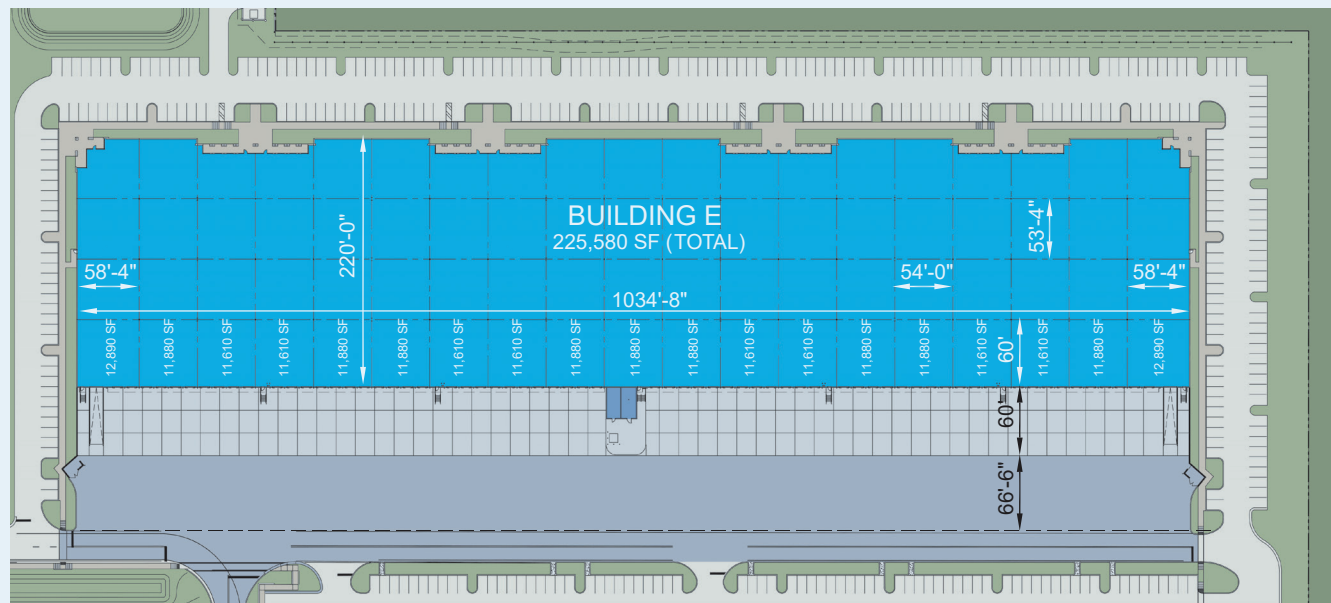 BUILDING E
225,580 SF (TOTAL)
220'-0"
53'-4"
58'-4"
54'-0"
58'-4"
1034'-8"
12,890 SF
11,880 SF
11,610 SF
11,610 SF
11,880 SF
11,880 SF
11,610 SF
11,610 SF
11,880 SF
11,880 SF
11,880 SF
11,610 SF
11,610 SF
11,880 SF
11,880 SF
11,610 SF
11,610 SF
11,880 SF
12,890 SF
60'
60'
66'-6"